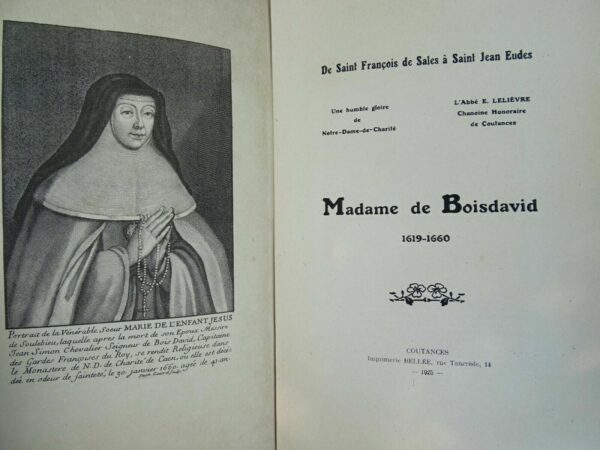 Portrait de la Vénérable Soeur MARIE DE L'ENFANT JESUS
de Soulebieu, laquelle apres la mort de son Epoux Messire
Jean Simon Chevalier Seigneur de Bois David, Capitaine
des Gardes Françoises du Roy, se rendit Religieuse dans
le Monastere de N.D. de Charité de Caen, où elle est déce-
dée en odeur de sainteté, le 30 janvier 1660. agée de 41 an-
De Saint François de Sales à Saint Jean Eudes
Une humble gloire
de
Notre-Dame-de-Charité
L'Abbé E. LELIÈVRE
Chanoine Honoraire
de Coutances
Madame de Boisdavid
1619-1660
COUTANCES
Imprimerie BELLÉE, rue Tancrède, 14
— 1925 —